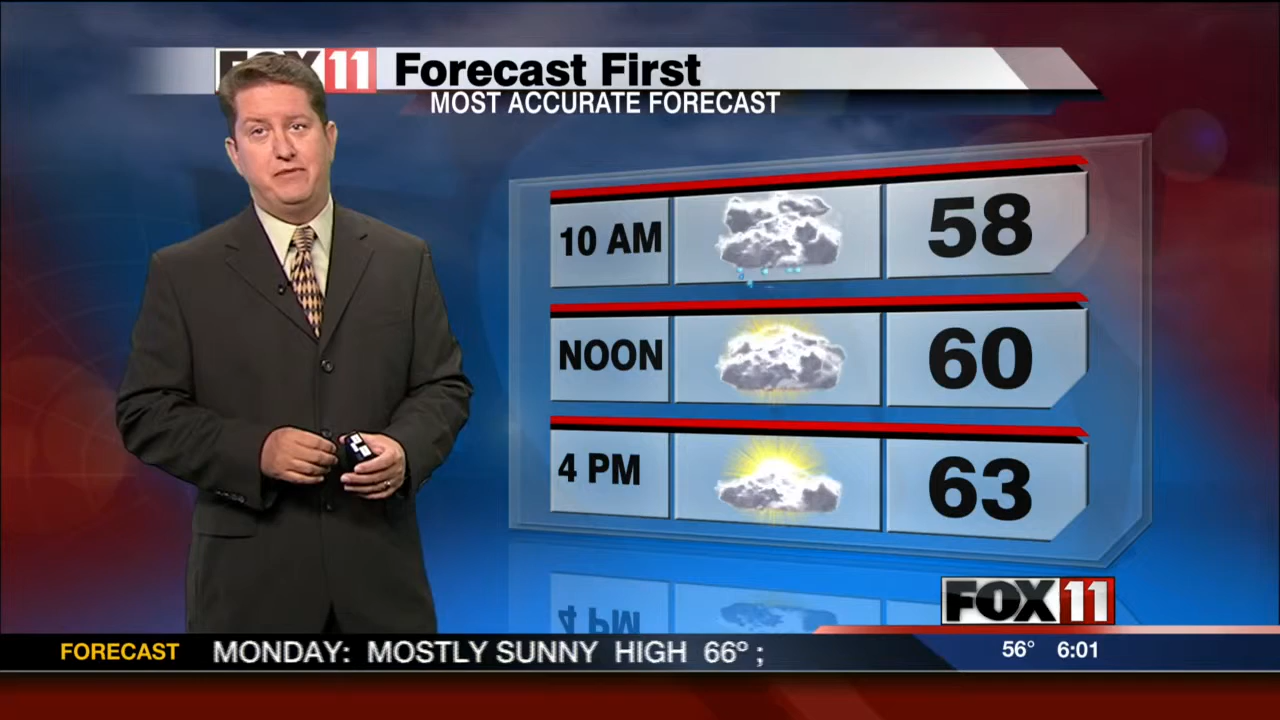 FOX 11 Forecast First
MOST ACCURATE FORECAST
10 AM 58
NOON 60
4 PM 63
4 PM
FOX 11
FORECAST MONDAY: MOSTLY SUNNY HIGH 66° ; 56° 6:01